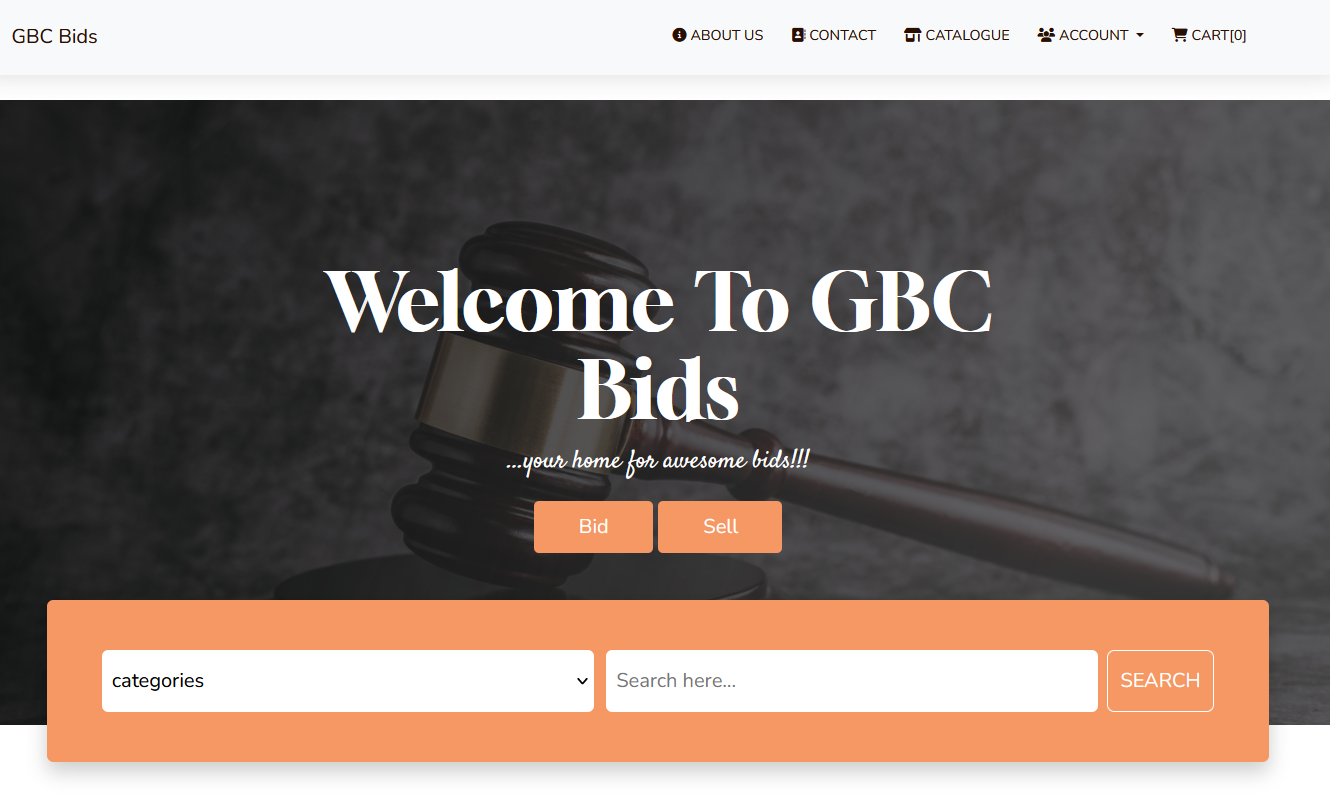 GBC Bids
ABOUT US CONTACT CATALOGUE ACCOUNT CART[0]
Welcome To GBC
Bids
...your home for awesome bids!!!
Bid Sell
categories Search here... SEARCH